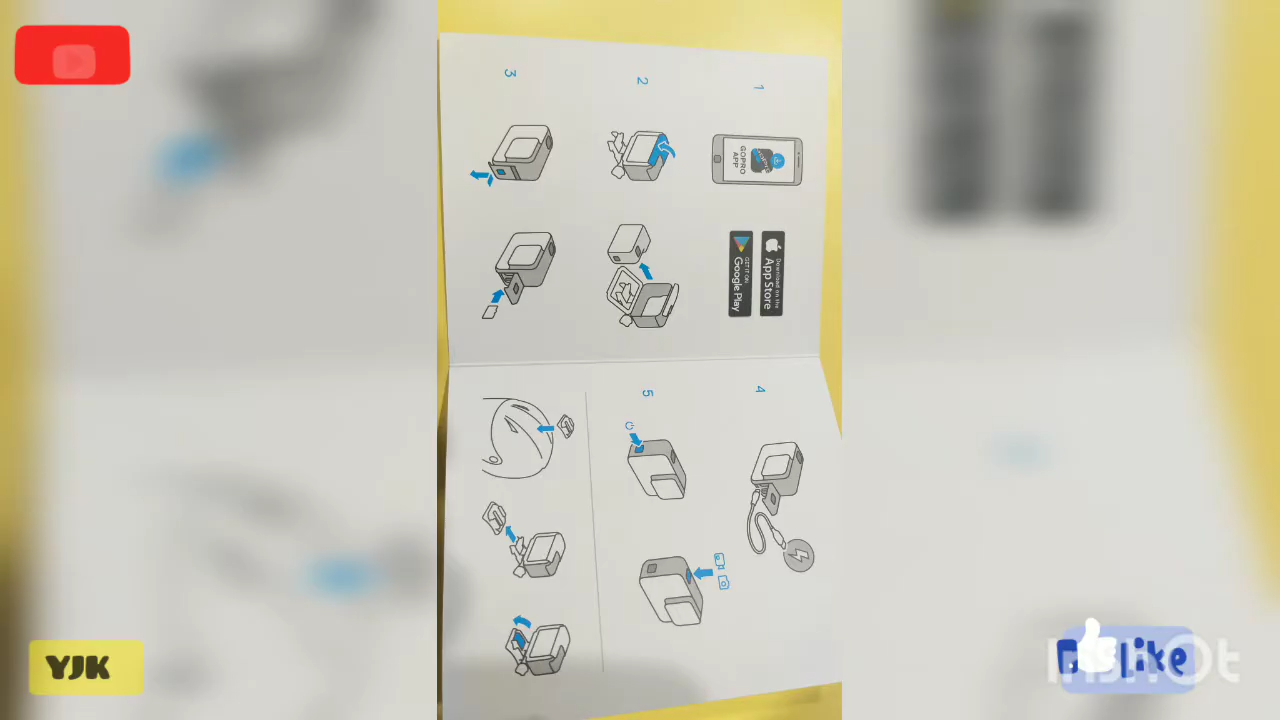 1
GOPRO
APP
Download on the
App Store
GET IT ON
Google Play
2
3
4
5
YJK
like
InShot